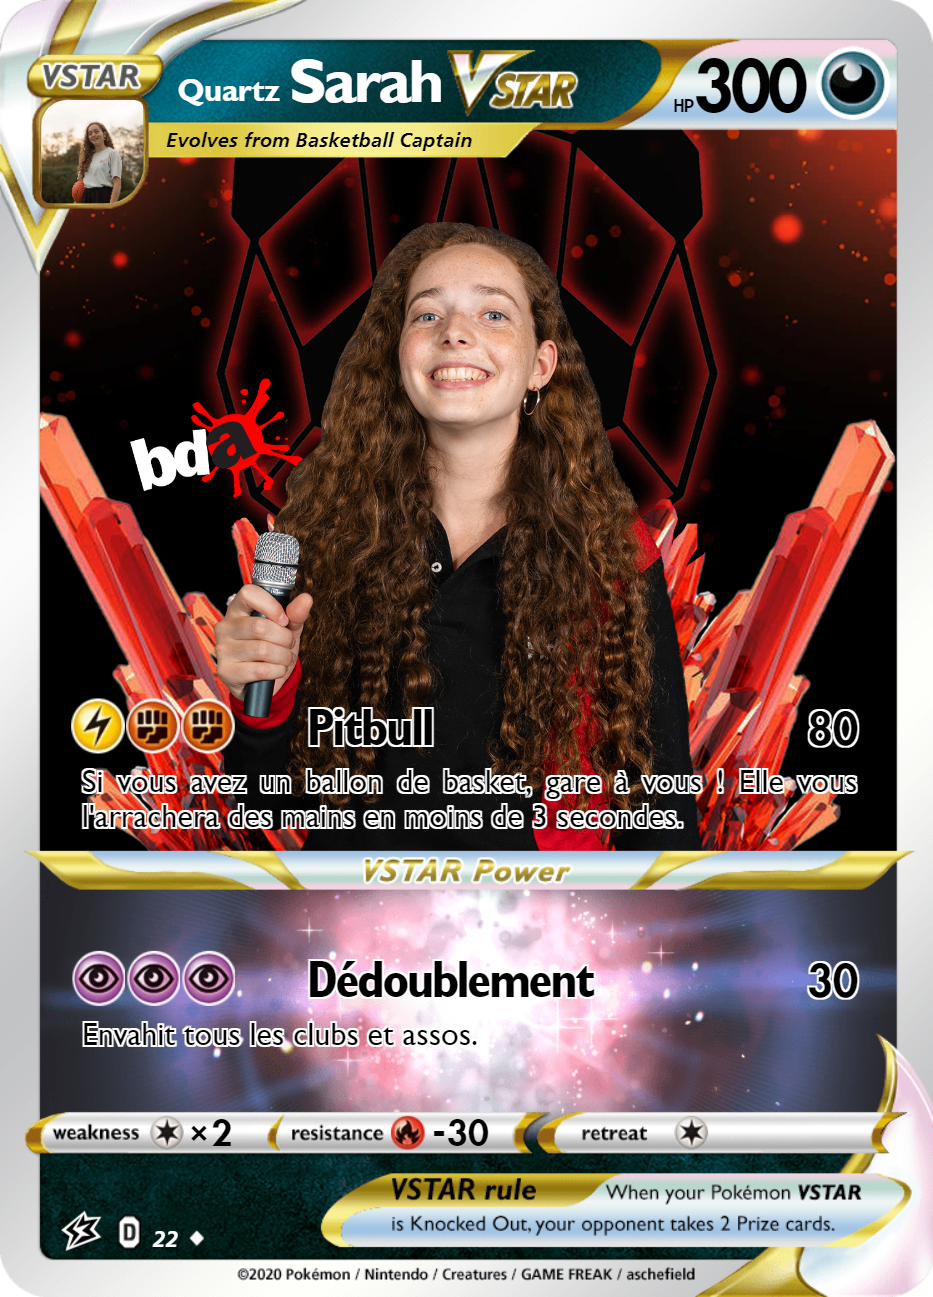 VSTAR
Quartz Sarah VSTAR
HP 300
Evolves from Basketball Captain
bda
Pitbull 80
Si vous avez un ballon de basket, gare à vous ! Elle vous
l'arrachera des mains en moins de 3 secondes.
VSTAR Power
Dédoublement 30
Envahit tous les clubs et assos.
weakness ×2 resistance -30 retreat
VSTAR rule When your Pokémon VSTAR
is Knocked Out, your opponent takes 2 Prize cards.
D 22
©2020 Pokémon / Nintendo / Creatures / GAME FREAK / aschefield